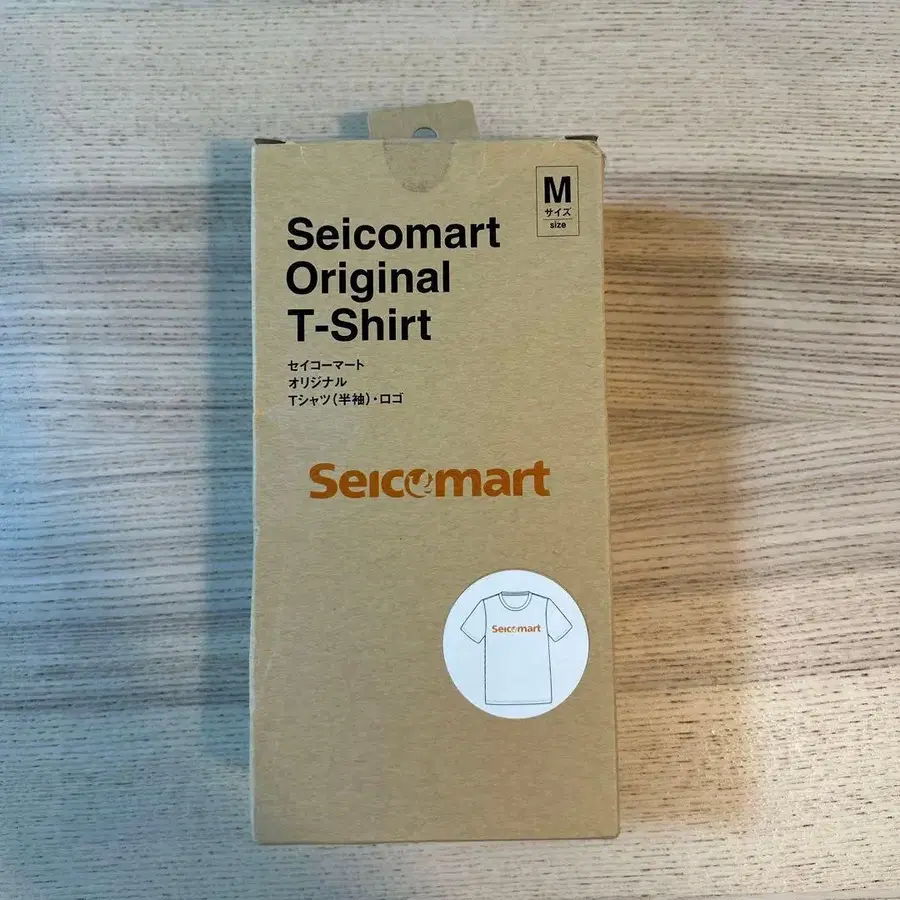 M
サイズ
size
Seicomart
Original
T-Shirt
セイコーマート
オリジナル
Tシャツ(半袖)・ロゴ
Seicomart
Seicomart